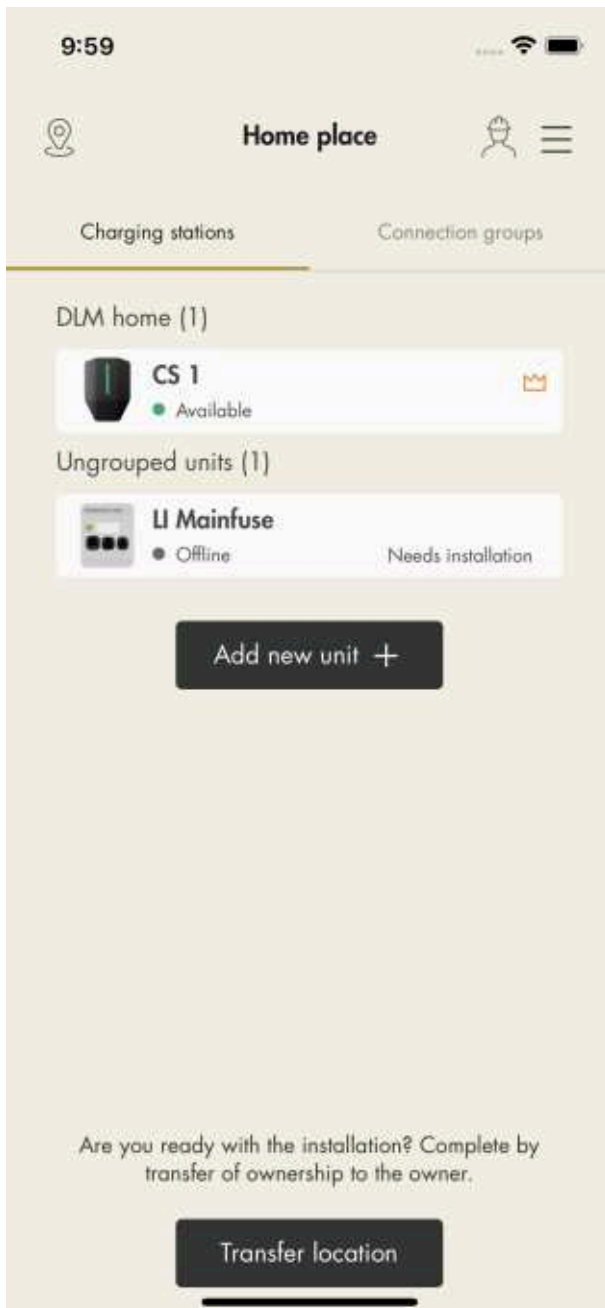 9:59
Home place
Charging stations
Connection groups
DLM home (1)
CS 1
Available
Ungrouped units (1)
LI Mainfuse
Offline
Needs installation
Add new unit +
Are you ready with the installation? Complete by
transfer of ownership to the owner.
Transfer location